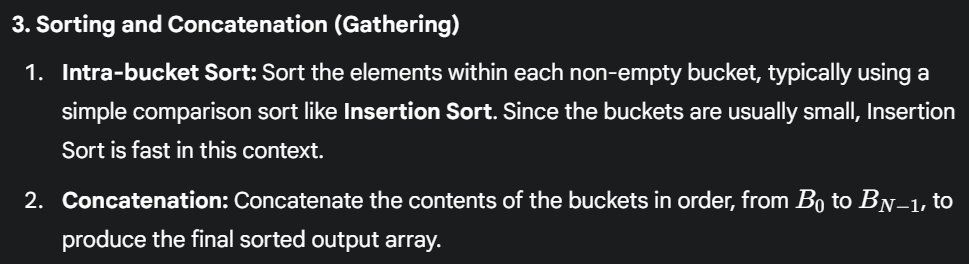 3. Sorting and Concatenation (Gathering)
1. Intra-bucket Sort: Sort the elements within each non-empty bucket, typically using a
simple comparison sort like Insertion Sort. Since the buckets are usually small, Insertion
Sort is fast in this context.
2. Concatenation: Concatenate the contents of the buckets in order, from B₀ to B_{N−1}, to
produce the final sorted output array.